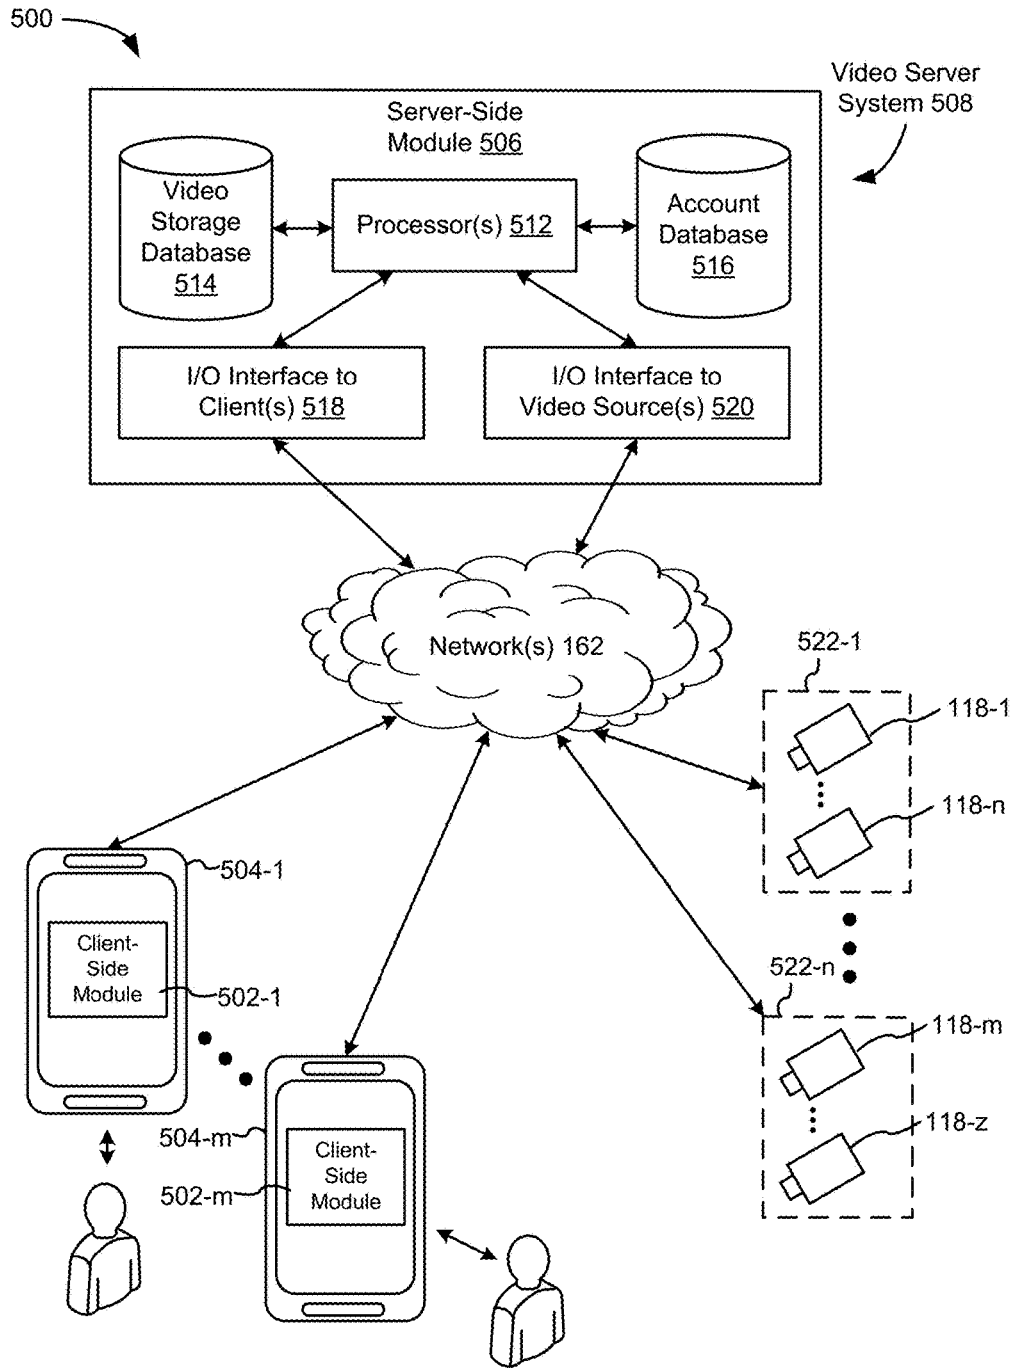 500
Video Server
System 508
Server-Side
Module 506
Video
Storage
Database
514
Processor(s) 512
Account
Database
516
I/O Interface to
Client(s) 518
I/O Interface to
Video Source(s) 520
Network(s) 162
522-1
118-1
118-n
504-1
Client-
Side
Module
502-1
522-n
118-m
118-z
504-m
Client-
Side
Module
502-m